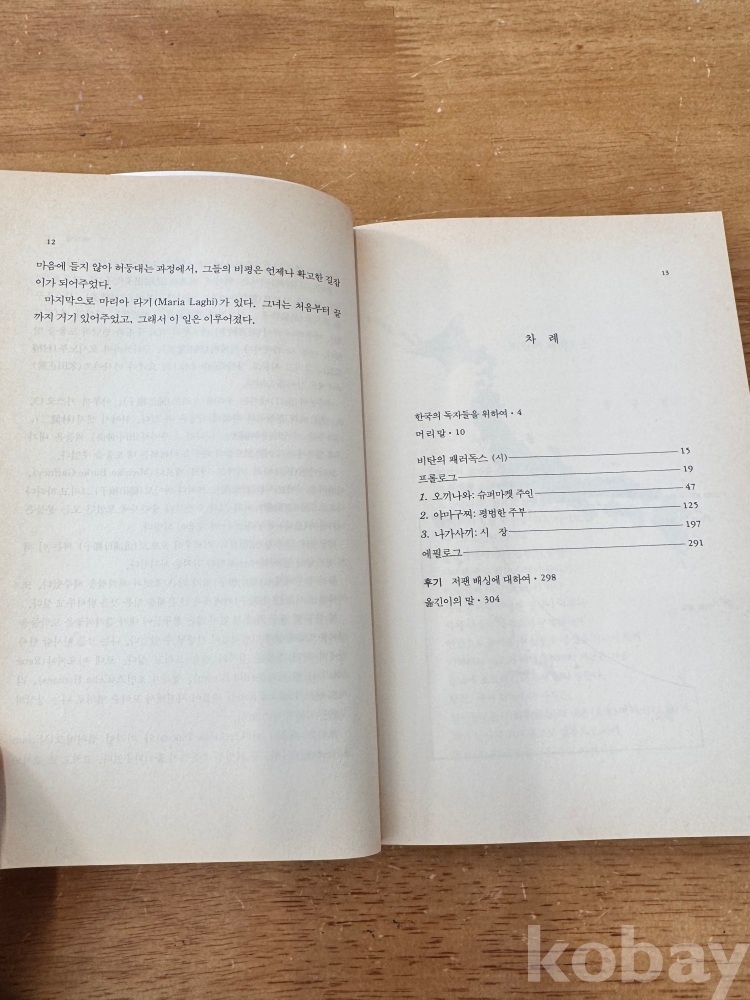 12
마음에 들지 않아 허둥대는 과정에서, 그들의 비평은 언제나 확고한 길잡
이가 되어주었다.
마지막으로 마리아 라기(Maria Laghi)가 있다. 그녀는 처음부터 끝
까지 거기 있어주었고, 그래서 이 일은 이루어졌다.
13
차 례
한국의 독자들을 위하여 • 4
머리말 • 10
비탄의 패러독스 (시) 15
프롤로그 19
1. 오끼나와: 슈퍼마켓 주인 47
2. 야마구찌: 평범한 주부 125
3. 나가사끼: 시 장 197
에필로그 291
후기 저팬 배싱에 대하여 • 298
옮긴이의 말 • 304
kobay